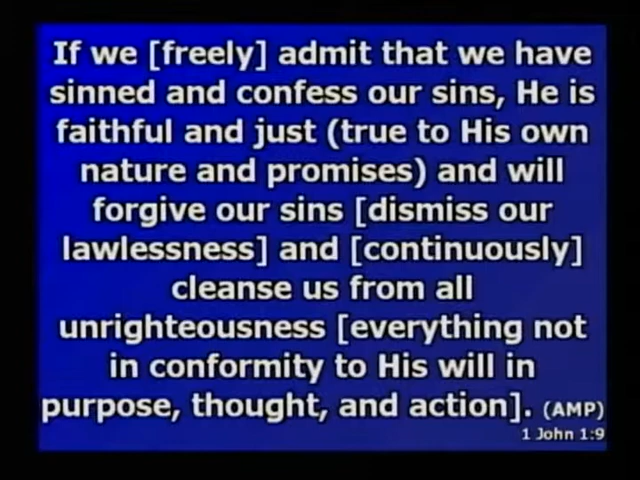 If we [freely] admit that we have
sinned and confess our sins, He is
faithful and just (true to His own
nature and promises) and will
forgive our sins [dismiss our
lawlessness] and [continuously]
cleanse us from all
unrighteousness [everything not
in conformity to His will in
purpose, thought, and action]. (AMP)
1 John 1:9